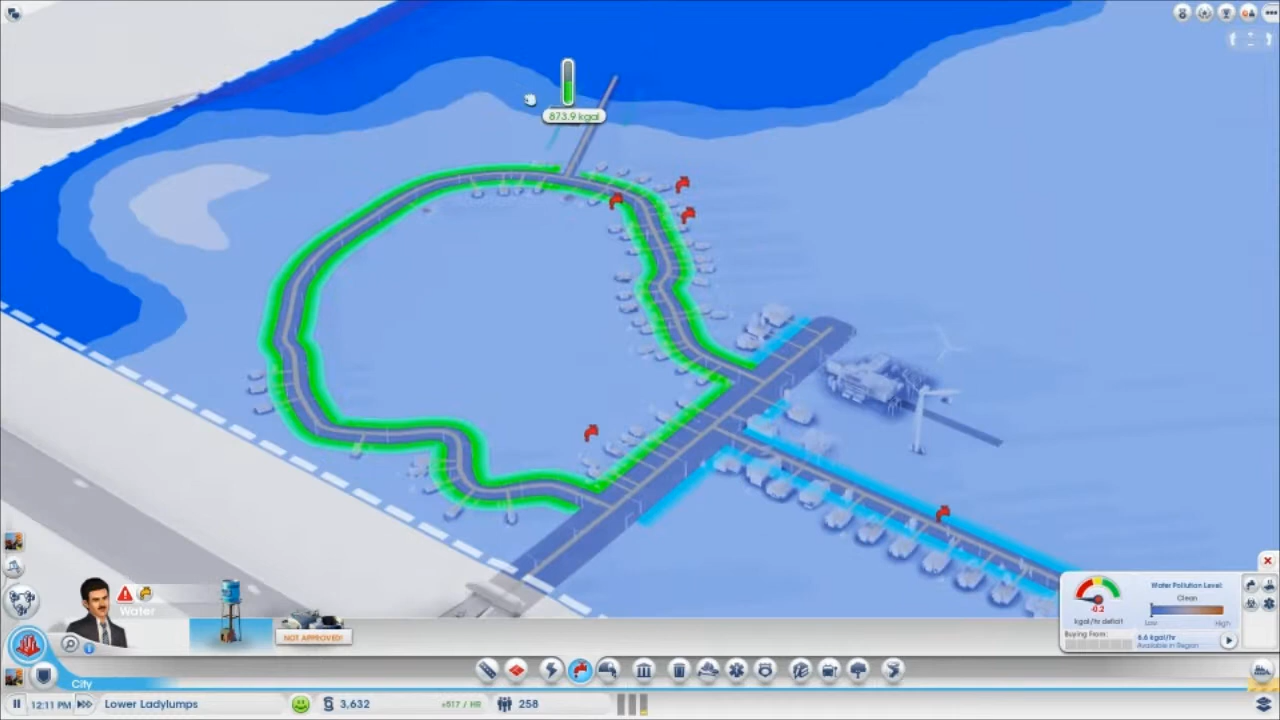 873.9 kgal
Water
NOT APPROVED!
Water Pollution Level:
Clean
Low
High
-0.2
kgal/hr deficit
Buying From:
6.6 kgal/hr
Available in Region
City
12:11 PM
Lower Ladylumps
3,632
+517 / HR
258